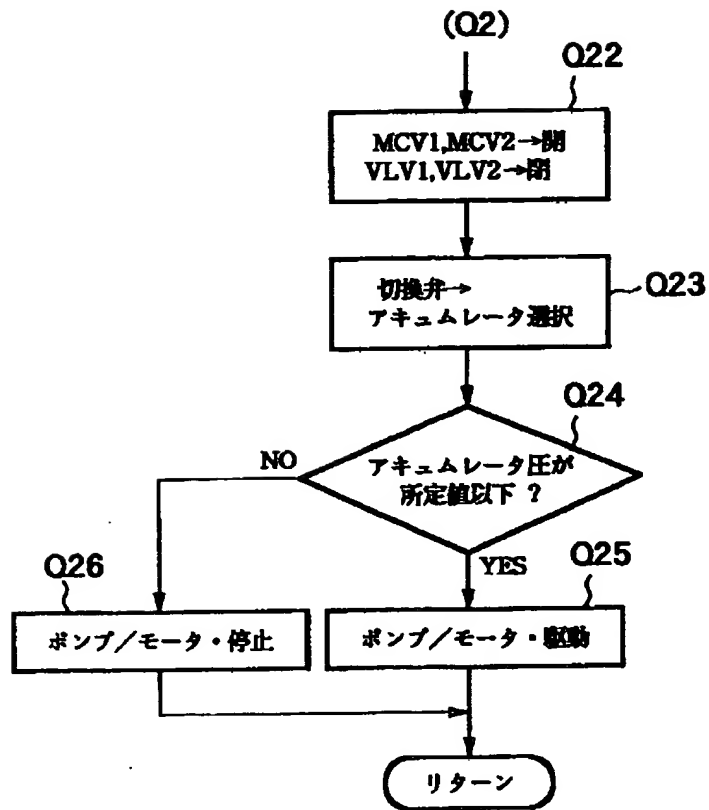 (Q2)
Q22
MCV1,MCV2→開
VLV1,VLV2→閉
切換弁→
アキュムレータ選択
Q23
Q24
アキュムレータ圧が
所定値以下 ?
NO
YES
Q26
Q25
ポンプ/モータ・停止
ポンプ/モータ・駆動
リターン